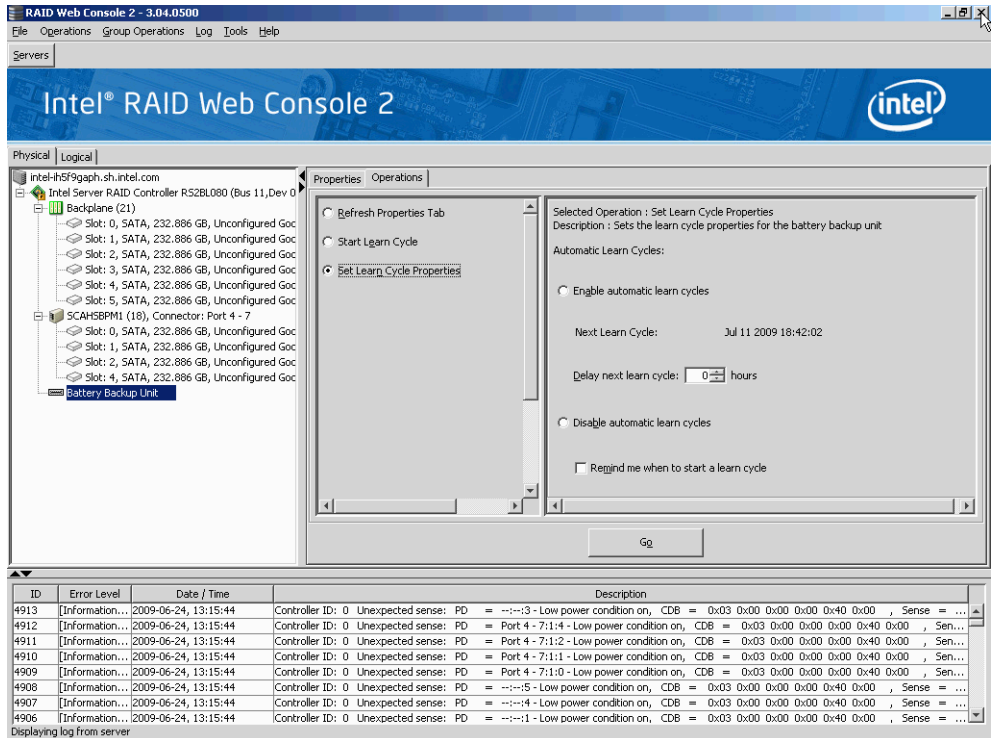 RAID Web Console 2 - 3.04.0500
File Operations Group Operations Log Tools Help
Servers
Intel® RAID Web Console 2
intel
Physical Logical
intel-ih5f9gaph.sh.intel.com
Intel Server RAID Controller RS2BL080 (Bus 11,Dev 0
Backplane (21)
Slot: 0, SATA, 232.886 GB, Unconfigured Goo
Slot: 1, SATA, 232.886 GB, Unconfigured Goo
Slot: 2, SATA, 232.886 GB, Unconfigured Goo
Slot: 3, SATA, 232.886 GB, Unconfigured Goo
Slot: 4, SATA, 232.886 GB, Unconfigured Goo
Slot: 5, SATA, 232.886 GB, Unconfigured Goo
SCAHSBPM1 (18), Connector: Port 4 - 7
Slot: 0, SATA, 232.886 GB, Unconfigured Goo
Slot: 1, SATA, 232.886 GB, Unconfigured Goo
Slot: 2, SATA, 232.886 GB, Unconfigured Goo
Slot: 4, SATA, 232.886 GB, Unconfigured Goo
Battery Backup Unit
Properties Operations
Refresh Properties Tab
Start Learn Cycle
Set Learn Cycle Properties
Selected Operation : Set Learn Cycle Properties
Description : Sets the learn cycle properties for the battery backup unit
Automatic Learn Cycles:
Enable automatic learn cycles
Next Learn Cycle: Jul 11 2009 18:42:02
Delay next learn cycle: 0 hours
Disable automatic learn cycles
Remind me when to start a learn cycle
Go
ID Error Level Date / Time Description
4913 [Information... 2009-06-24, 13:15:44 Controller ID: 0 Unexpected sense: PD = --:--:3 - Low power condition on, CDB = 0x03 0x00 0x00 0x00 0x40 0x00 , Sense = ...
4912 [Information... 2009-06-24, 13:15:44 Controller ID: 0 Unexpected sense: PD = Port 4 - 7:1:4 - Low power condition on, CDB = 0x03 0x00 0x00 0x00 0x40 0x00 , Sen...
4911 [Information... 2009-06-24, 13:15:44 Controller ID: 0 Unexpected sense: PD = Port 4 - 7:1:2 - Low power condition on, CDB = 0x03 0x00 0x00 0x00 0x40 0x00 , Sen...
4910 [Information... 2009-06-24, 13:15:44 Controller ID: 0 Unexpected sense: PD = Port 4 - 7:1:1 - Low power condition on, CDB = 0x03 0x00 0x00 0x00 0x40 0x00 , Sen...
4909 [Information... 2009-06-24, 13:15:44 Controller ID: 0 Unexpected sense: PD = Port 4 - 7:1:0 - Low power condition on, CDB = 0x03 0x00 0x00 0x00 0x40 0x00 , Sen...
4908 [Information... 2009-06-24, 13:15:44 Controller ID: 0 Unexpected sense: PD = --:--:5 - Low power condition on, CDB = 0x03 0x00 0x00 0x00 0x40 0x00 , Sense = ...
4907 [Information... 2009-06-24, 13:15:44 Controller ID: 0 Unexpected sense: PD = --:--:4 - Low power condition on, CDB = 0x03 0x00 0x00 0x00 0x40 0x00 , Sense = ...
4906 [Information... 2009-06-24, 13:15:44 Controller ID: 0 Unexpected sense: PD = --:--:1 - Low power condition on, CDB = 0x03 0x00 0x00 0x00 0x40 0x00 , Sense = ...
Displaying log from server